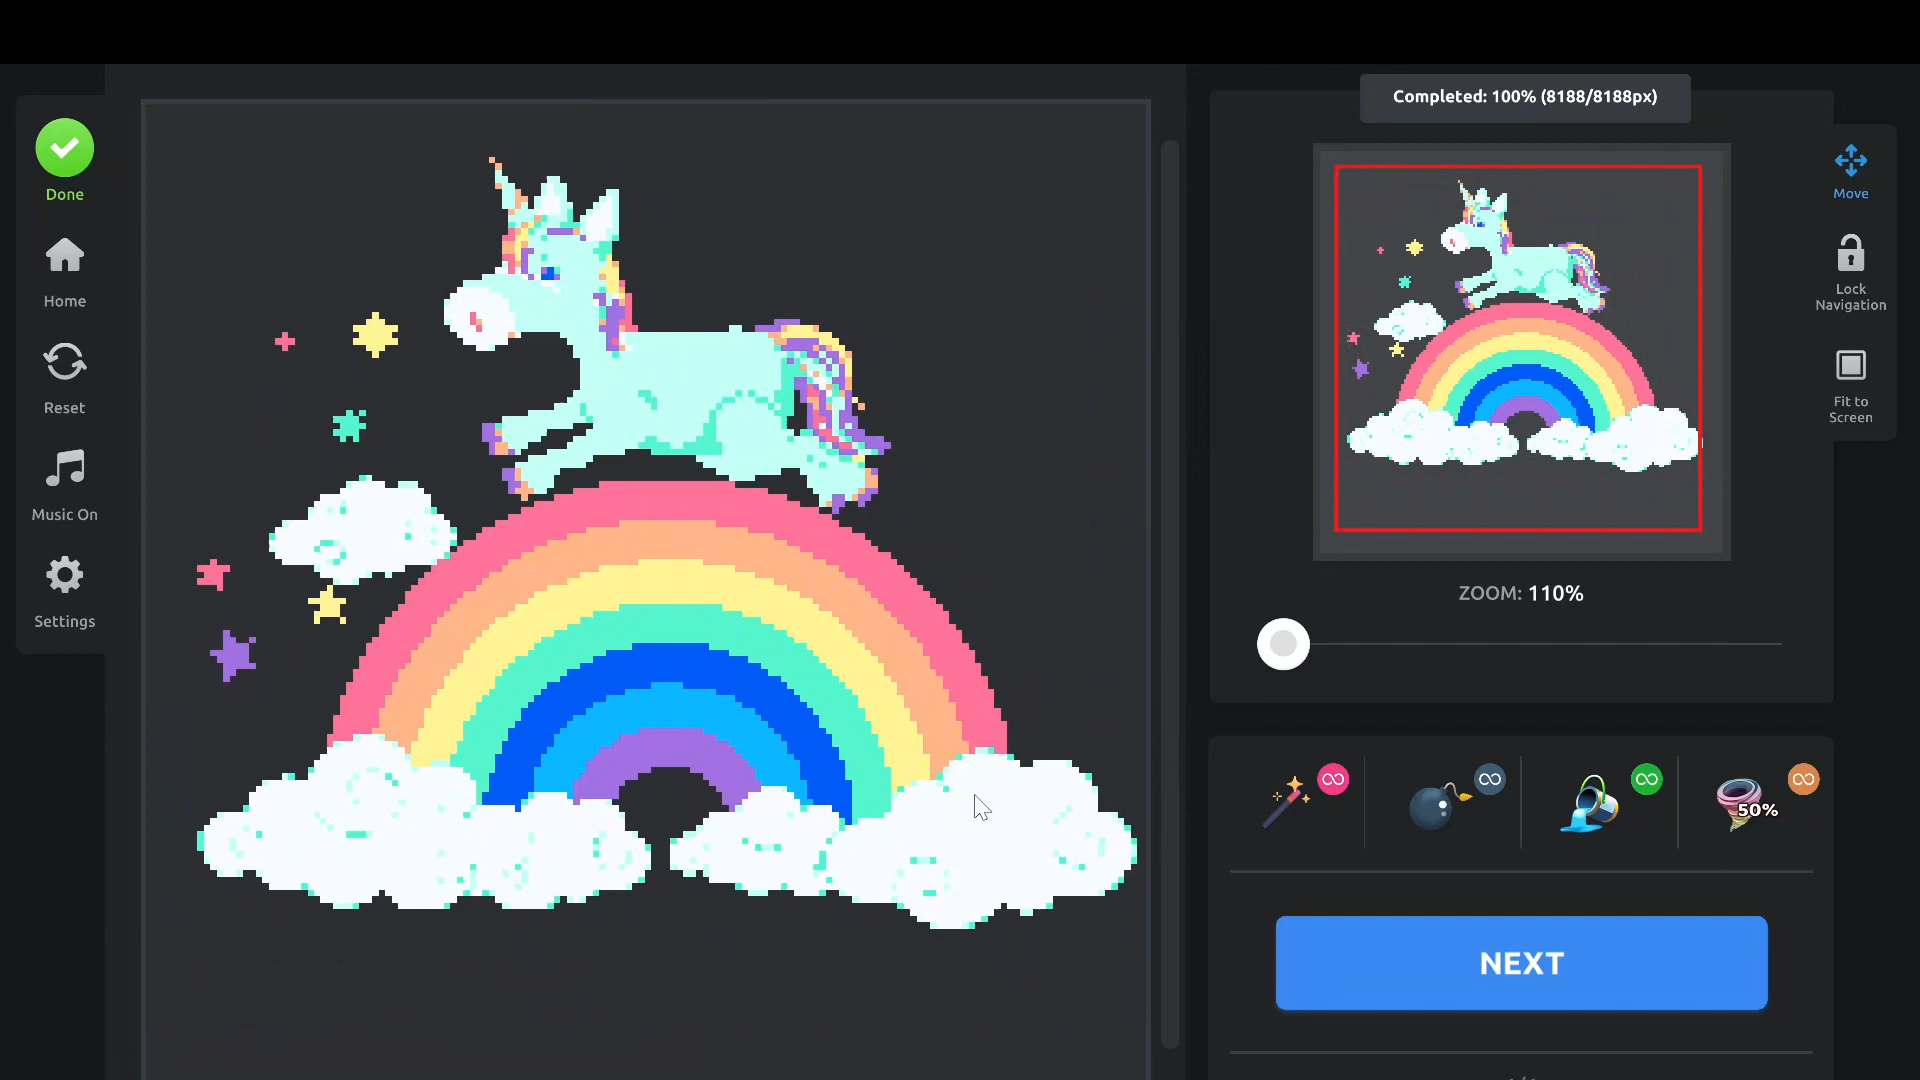 Completed: 100% (8188/8188px)
Done
Home
Reset
Music On
Settings
Move
Lock
Navigation
Fit to
Screen
ZOOM: 110%
50%
NEXT